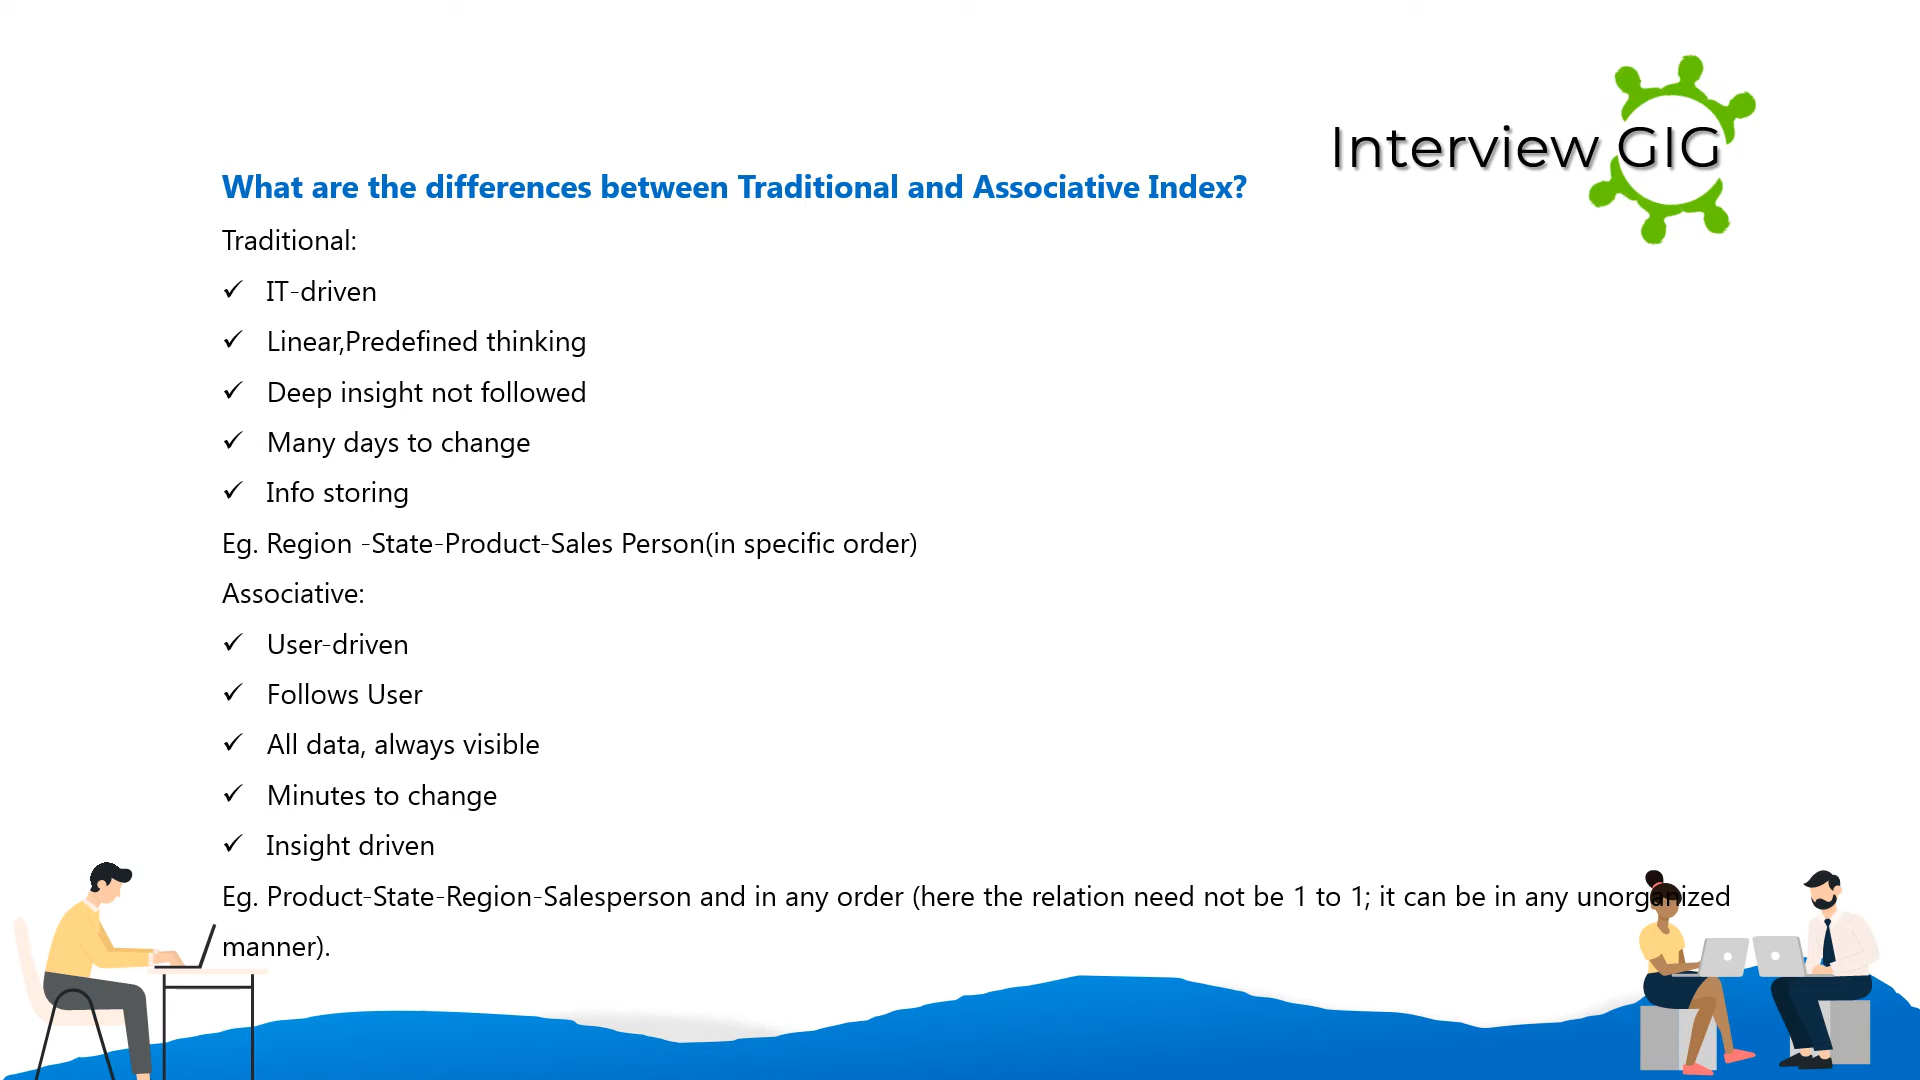 Interview GIG
What are the differences between Traditional and Associative Index?
Traditional:
✓ IT-driven
✓ Linear,Predefined thinking
✓ Deep insight not followed
✓ Many days to change
✓ Info storing
Eg. Region -State-Product-Sales Person(in specific order)
Associative:
✓ User-driven
✓ Follows User
✓ All data, always visible
✓ Minutes to change
✓ Insight driven
Eg. Product-State-Region-Salesperson and in any order (here the relation need not be 1 to 1; it can be in any unorganized
manner).